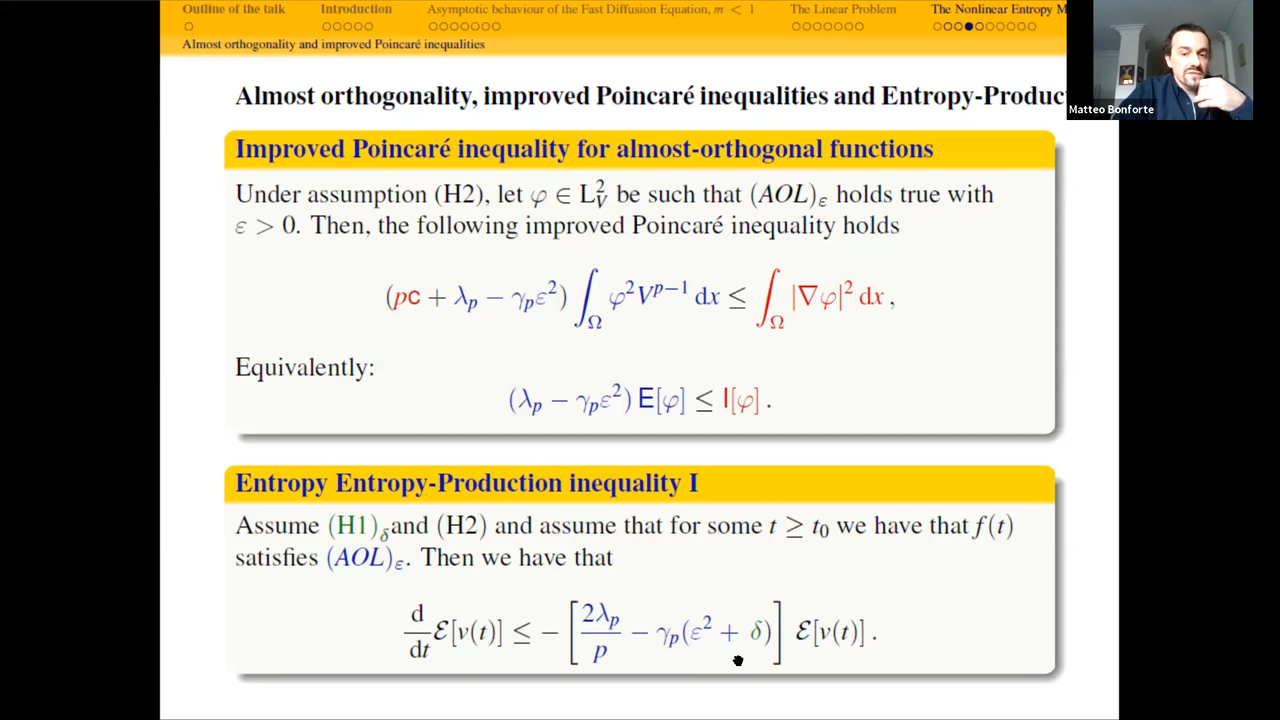 Outline of the talk Introduction Asymptotic behaviour of the Fast Diffusion Equation, m < 1 The Linear Problem The Nonlinear Entropy M
Almost orthogonality and improved Poincaré inequalities
Matteo Bonforte
Almost orthogonality, improved Poincaré inequalities and Entropy-Produc
Improved Poincaré inequality for almost-orthogonal functions
Under assumption (H2), let φ ∈ L²_V be such that (AOL)_ε holds true with
ε > 0. Then, the following improved Poincaré inequality holds
(pc + λ_p − γ_pε²) ∫_Ω φ²V^{p−1} dx ≤ ∫_Ω |∇φ|² dx ,
Equivalently:
(λ_p − γ_pε²) E[φ] ≤ I[φ] .
Entropy Entropy-Production inequality I
Assume (H1)_δ and (H2) and assume that for some t ≥ t₀ we have that f(t)
satisfies (AOL)_ε. Then we have that
d/dt ℰ[v(t)] ≤ − [2λ_p/p − γ_p(ε² + δ)] ℰ[v(t)] .